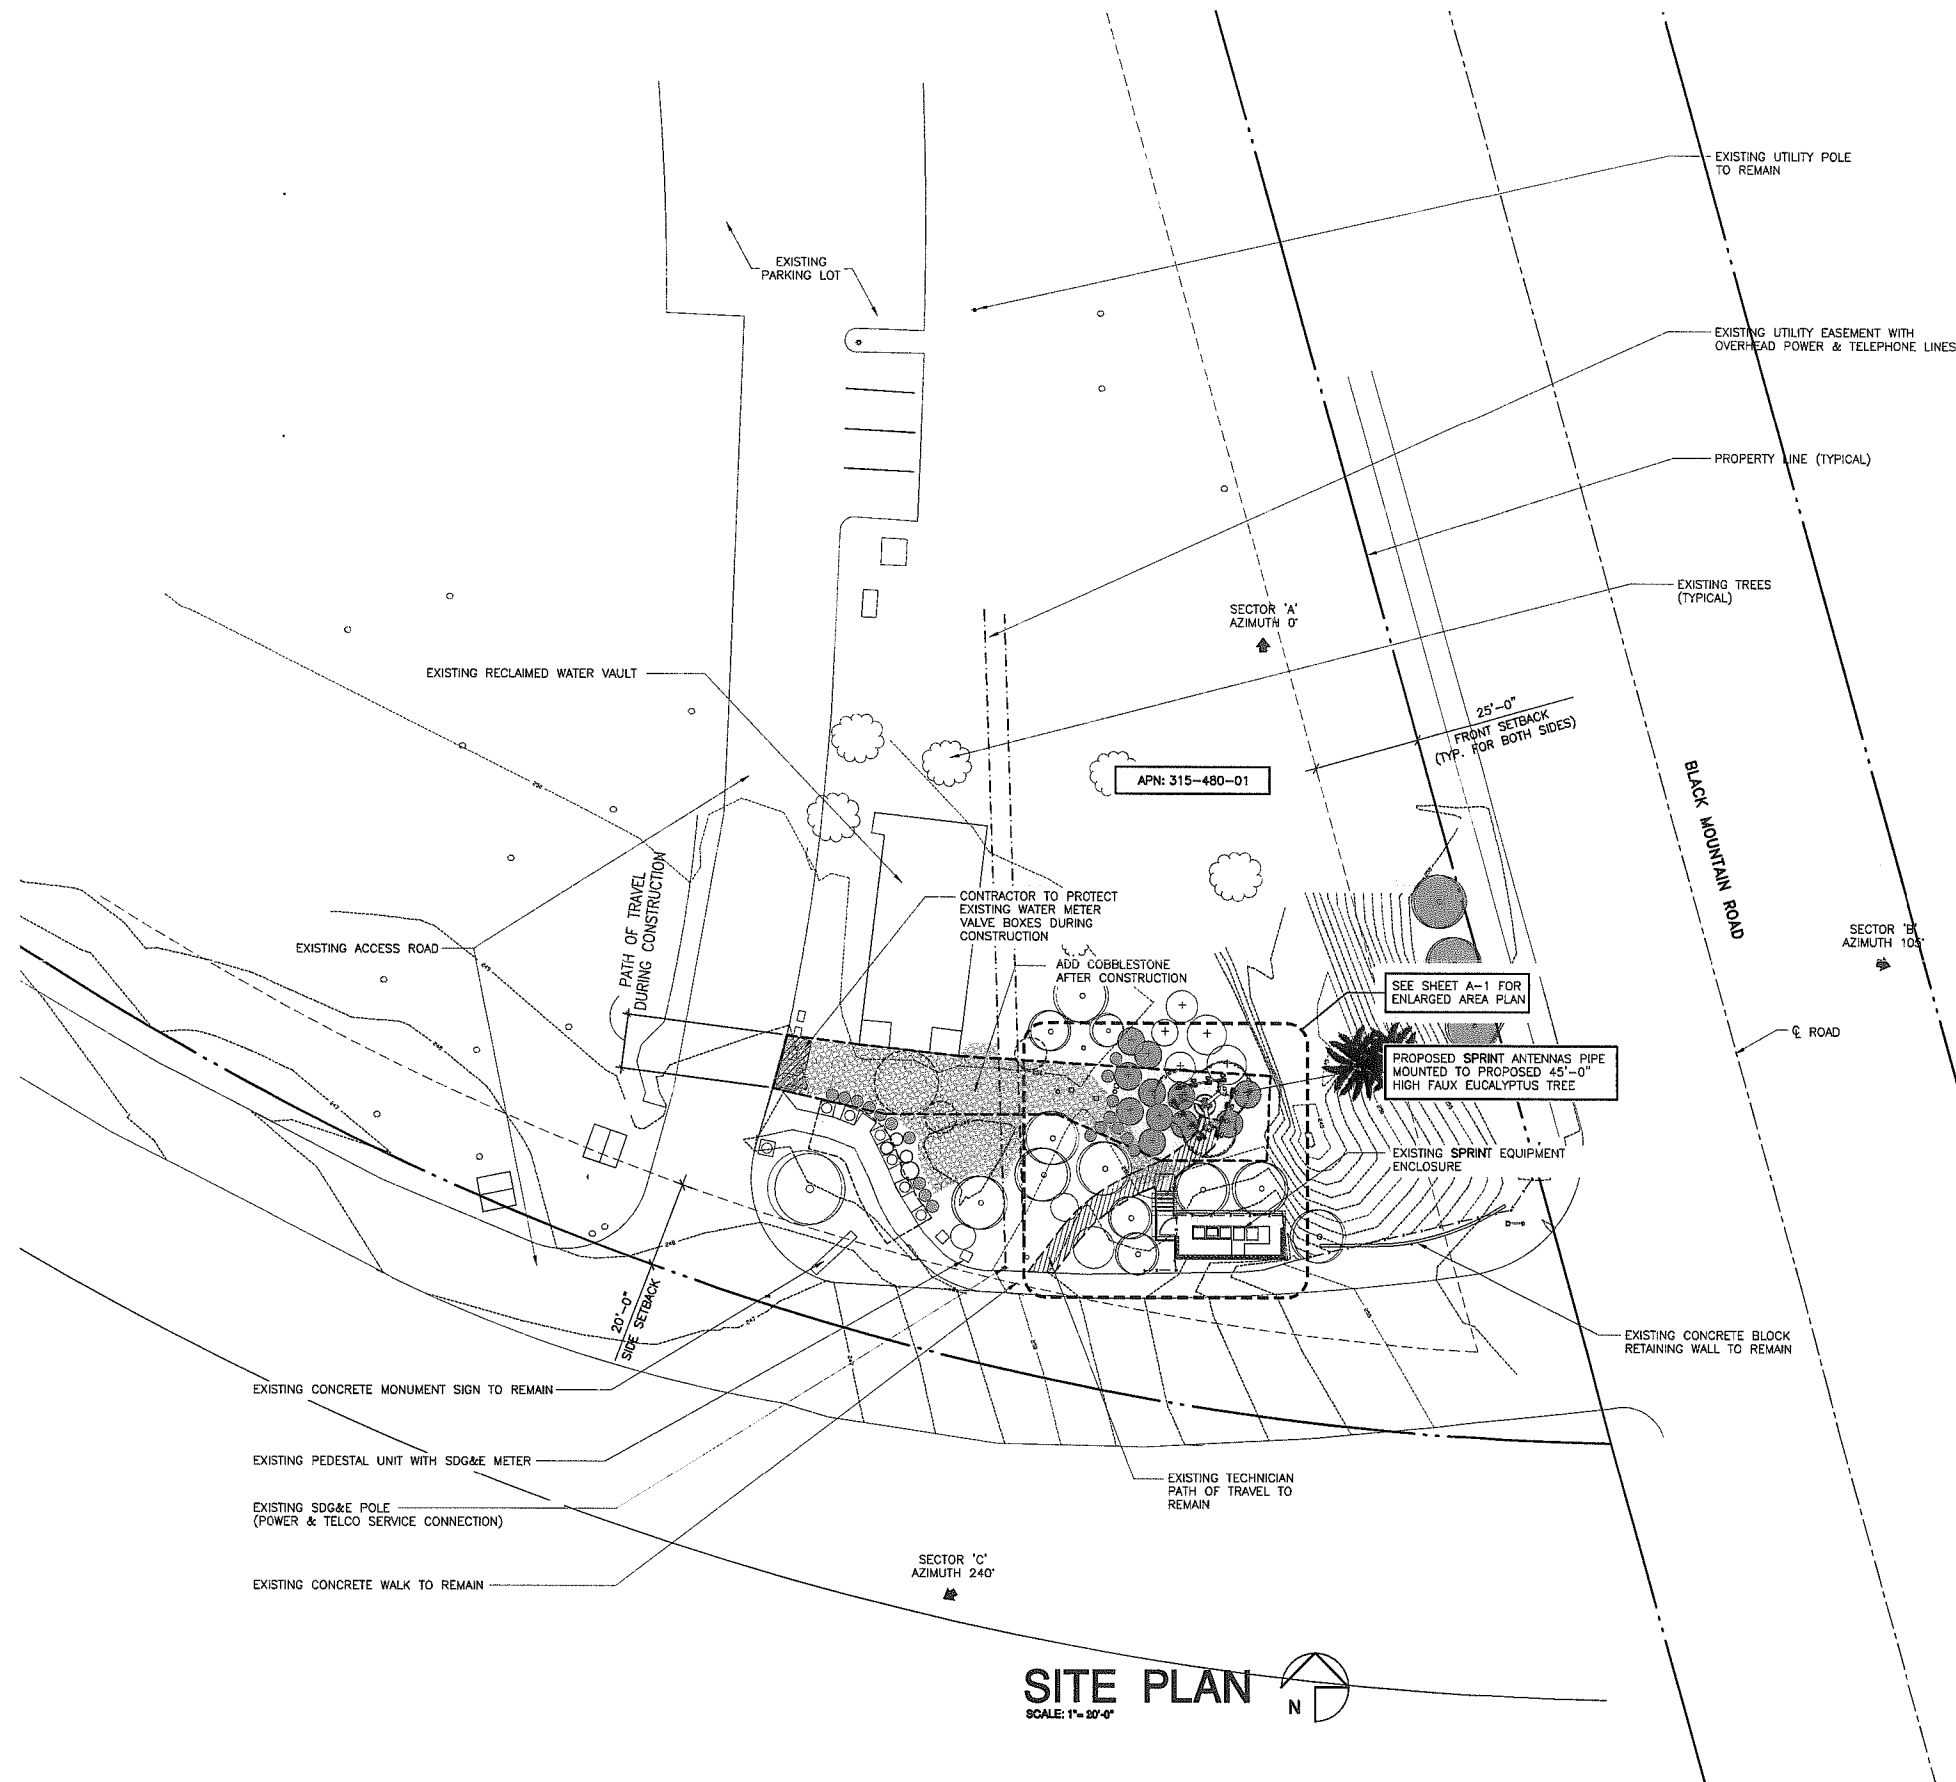 EXISTING UTILITY POLE
TO REMAIN
EXISTING
PARKING LOT
EXISTING UTILITY EASEMENT WITH
OVERHEAD POWER & TELEPHONE LINES
PROPERTY LINE (TYPICAL)
EXISTING TREES
(TYPICAL)
SECTOR 'A'
AZIMUTH 0°
EXISTING RECLAIMED WATER VAULT
25'-0"
FRONT SETBACK
(TYP. FOR BOTH SIDES)
APN: 315-480-01
BLACK MOUNTAIN ROAD
PATH OF TRAVEL
DURING CONSTRUCTION
CONTRACTOR TO PROTECT
EXISTING WATER METER
VALVE BOXES DURING
CONSTRUCTION
EXISTING ACCESS ROAD
SECTOR 'B'
AZIMUTH 105°
ADD COBBLESTONE
AFTER CONSTRUCTION
SEE SHEET A-1 FOR
ENLARGED AREA PLAN
℄ ROAD
PROPOSED SPRINT ANTENNAS PIPE
MOUNTED TO PROPOSED 45'-0"
HIGH FAUX EUCALYPTUS TREE
EXISTING SPRINT EQUIPMENT
ENCLOSURE
20'-0"
SIDE SETBACK
EXISTING CONCRETE BLOCK
RETAINING WALL TO REMAIN
EXISTING CONCRETE MONUMENT SIGN TO REMAIN
EXISTING PEDESTAL UNIT WITH SDG&E METER
EXISTING TECHNICIAN
PATH OF TRAVEL TO
REMAIN
EXISTING SDG&E POLE
(POWER & TELCO SERVICE CONNECTION)
SECTOR 'C'
AZIMUTH 240°
EXISTING CONCRETE WALK TO REMAIN
SITE PLAN
N
SCALE: 1"= 20'-0"